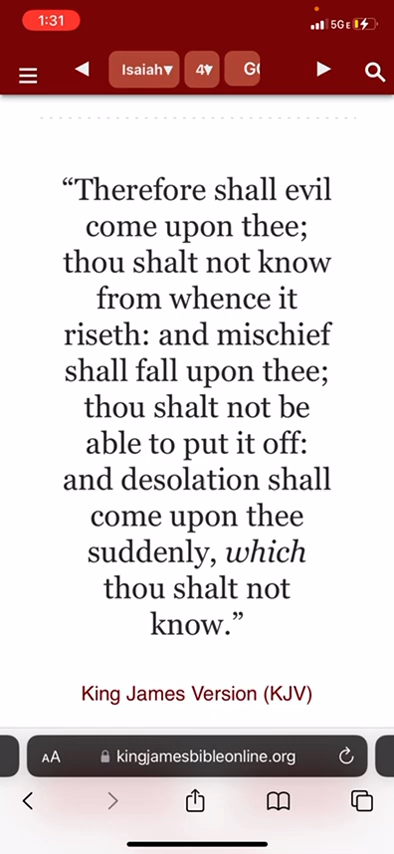 1:31
5GE
Isaiah▾ 4▾ G
“Therefore shall evil
come upon thee;
thou shalt not know
from whence it
riseth: and mischief
shall fall upon thee;
thou shalt not be
able to put it off:
and desolation shall
come upon thee
suddenly, which
thou shalt not
know.”
King James Version (KJV)
AA kingjamesbibleonline.org